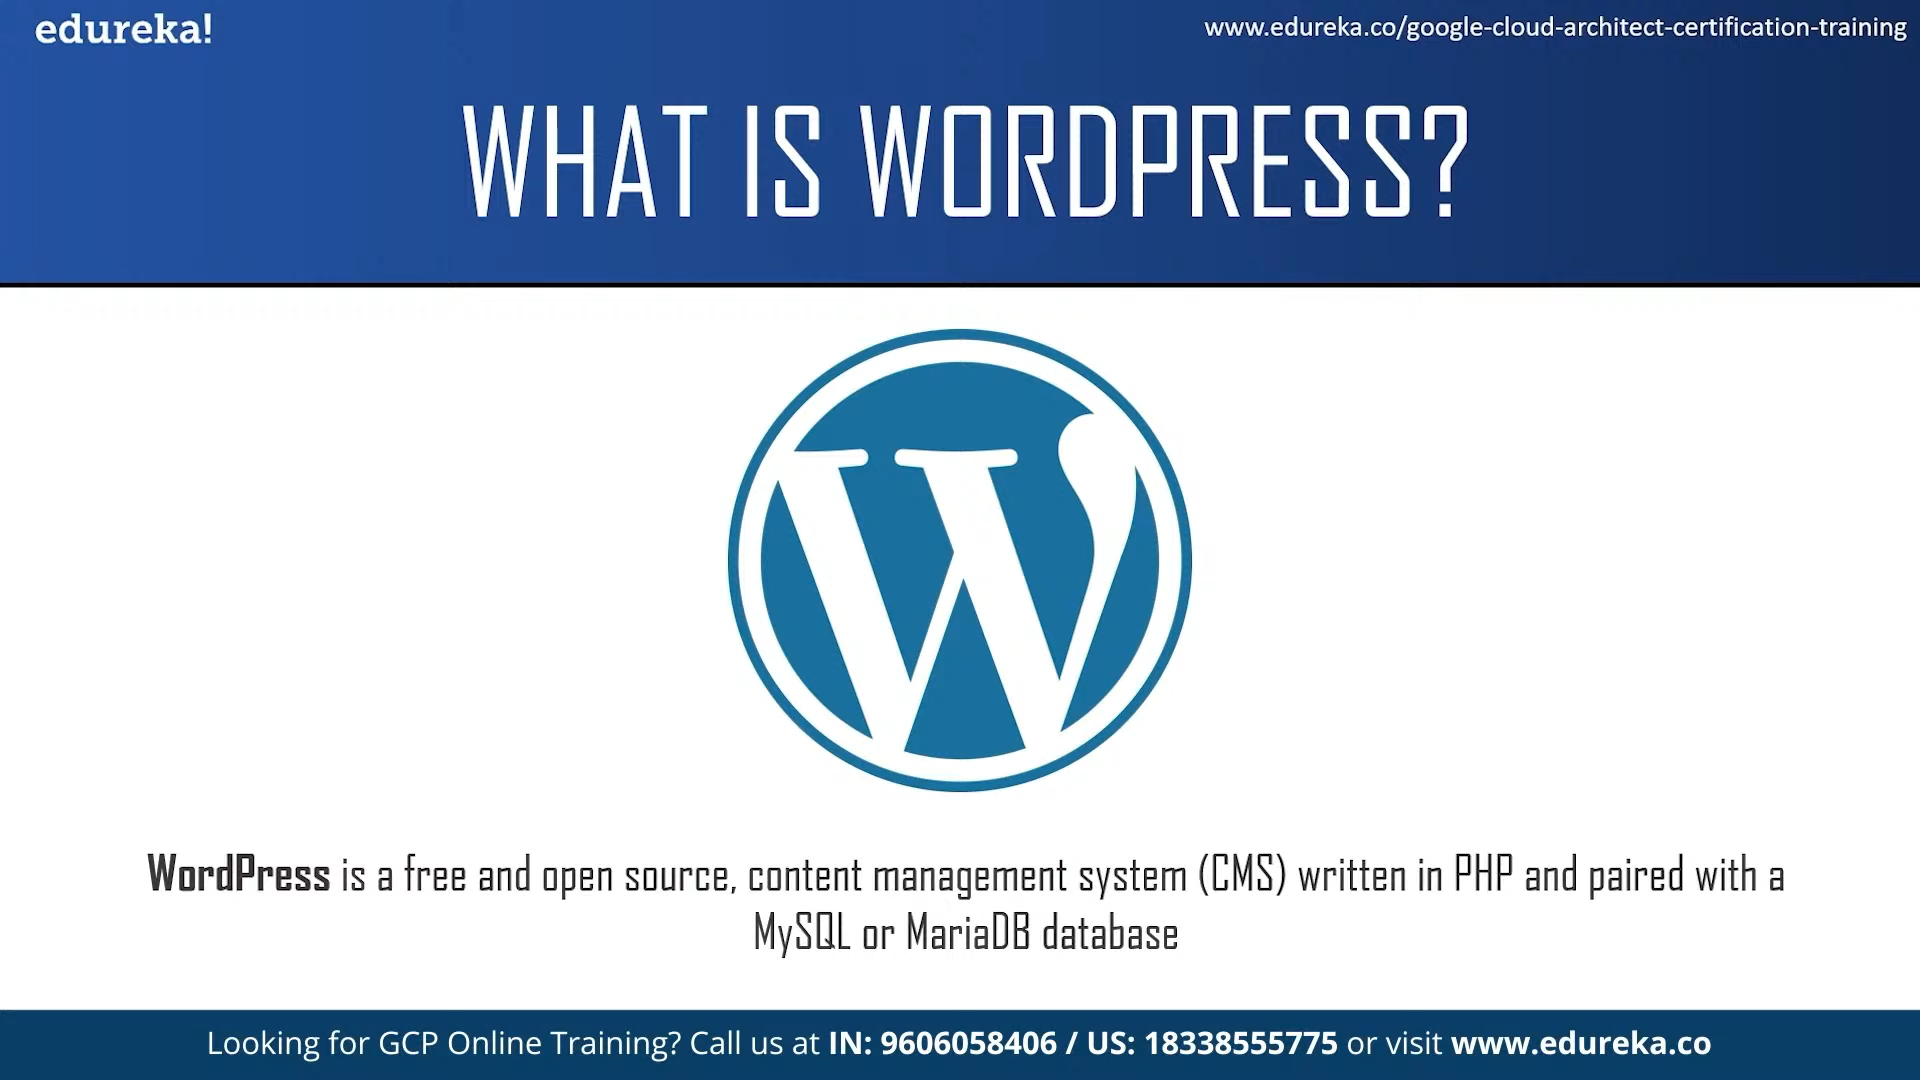 edureka!
www.edureka.co/google-cloud-architect-certification-training
WHAT IS WORDPRESS?
W
WordPress is a free and open source, content management system (CMS) written in PHP and paired with a
MySQL or MariaDB database
Looking for GCP Online Training? Call us at IN: 9606058406 / US: 18338555775 or visit www.edureka.co